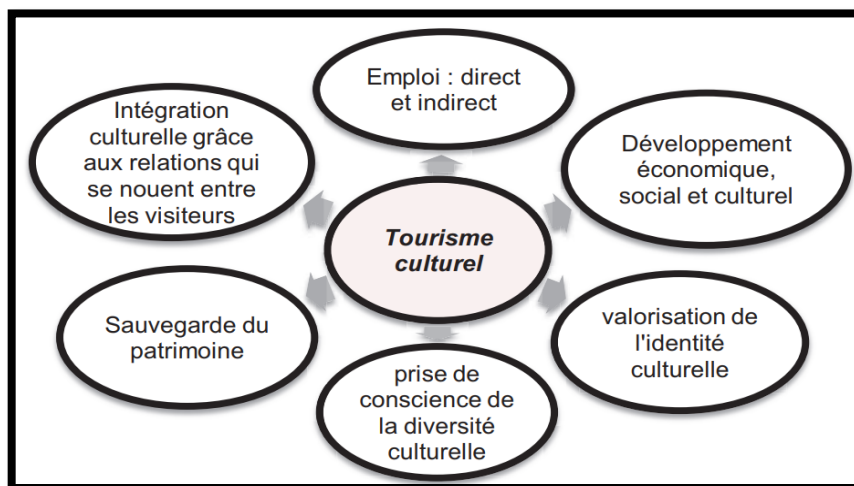 Emploi : direct
et indirect
Intégration
culturelle grâce
aux relations qui
se nouent entre
les visiteurs
Développement
économique,
social et culturel
Tourisme
culturel
Sauvegarde du
patrimoine
valorisation de
l'identité
culturelle
prise de
conscience de
la diversité
culturelle